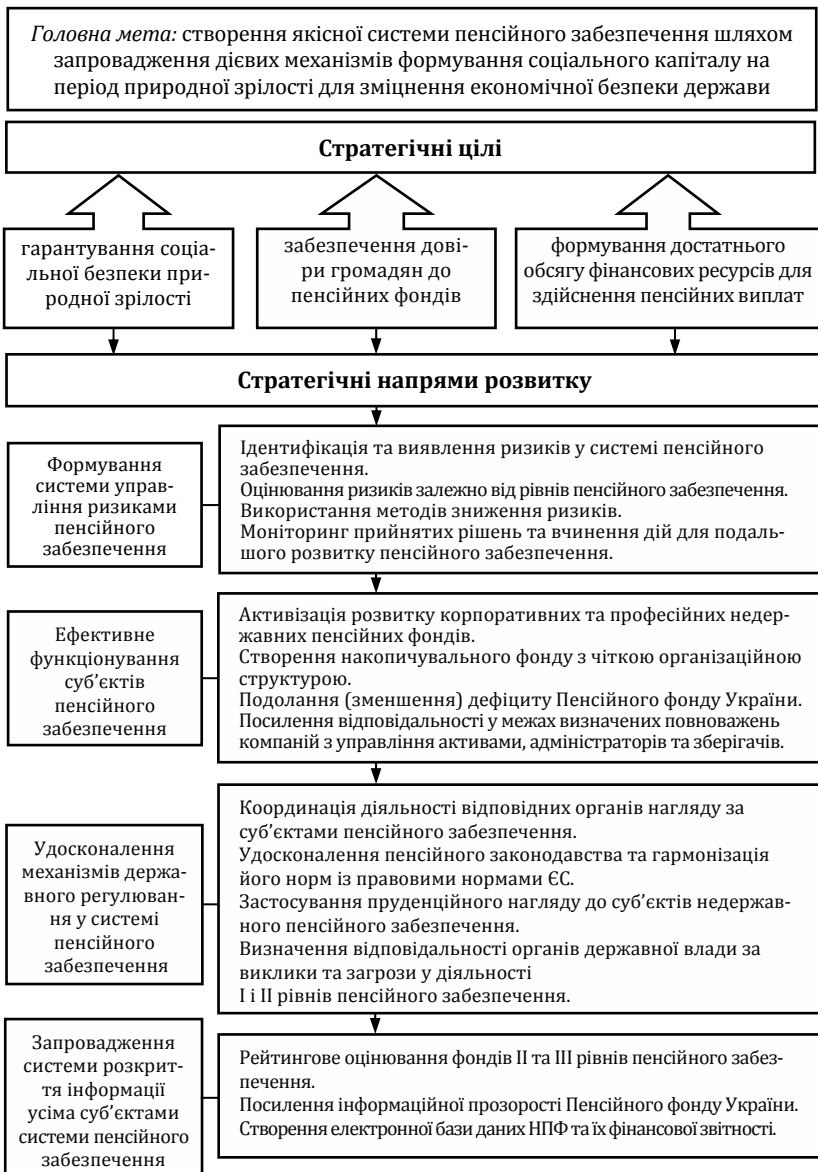 Головна мета: створення якісної системи пенсійного забезпечення шляхом
запровадження дієвих механізмів формування соціального капіталу на
період природної зрілості для зміцнення економічної безпеки держави
Стратегічні цілі
гарантування соці-
альної безпеки при-
родної зрілості
забезпечення дові-
ри громадян до
пенсійних фондів
формування достатнього
обсягу фінансових ресурсів для
здійснення пенсійних виплат
Стратегічні напрями розвитку
Формування
системи управ-
ління ризиками
пенсійного
забезпечення
Ідентифікація та виявлення ризиків у системі пенсійного
забезпечення.
Оцінювання ризиків залежно від рівнів пенсійного забезпечення.
Використання методів зниження ризиків.
Моніторинг прийнятих рішень та вчинення дій для подаль-
шого розвитку пенсійного забезпечення.
Ефективне
функціонування
суб’єктів
пенсійного
забезпечення
Активізація розвитку корпоративних та професійних недер-
жавних пенсійних фондів.
Створення накопичувального фонду з чіткою організаційною
структурою.
Подолання (зменшення) дефіциту Пенсійного фонду України.
Посилення відповідальності у межах визначених повноважень
компаній з управління активами, адміністраторів та зберігачів.
Удосконалення
механізмів держав-
ного регулюван-
ня у системі
пенсійного
забезпечення
Координація діяльності відповідних органів нагляду за
суб’єктами пенсійного забезпечення.
Удосконалення пенсійного законодавства та гармонізація
його норм із правовими нормами ЄС.
Застосування пруденційного нагляду до суб’єктів недержав-
ного пенсійного забезпечення.
Визначення відповідальності органів державної влади за
виклики та загрози у діяльності
І і ІІ рівнів пенсійного забезпечення.
Запровадження
системи розкрит-
тя інформації
усіма суб’єктами
системи пенсійного
забезпечення
Рейтингове оцінювання фондів ІІ та ІІІ рівнів пенсійного забез-
печення.
Посилення інформаційної прозорості Пенсійного фонду України.
Створення електронної бази даних НПФ та їх фінансової звітності.